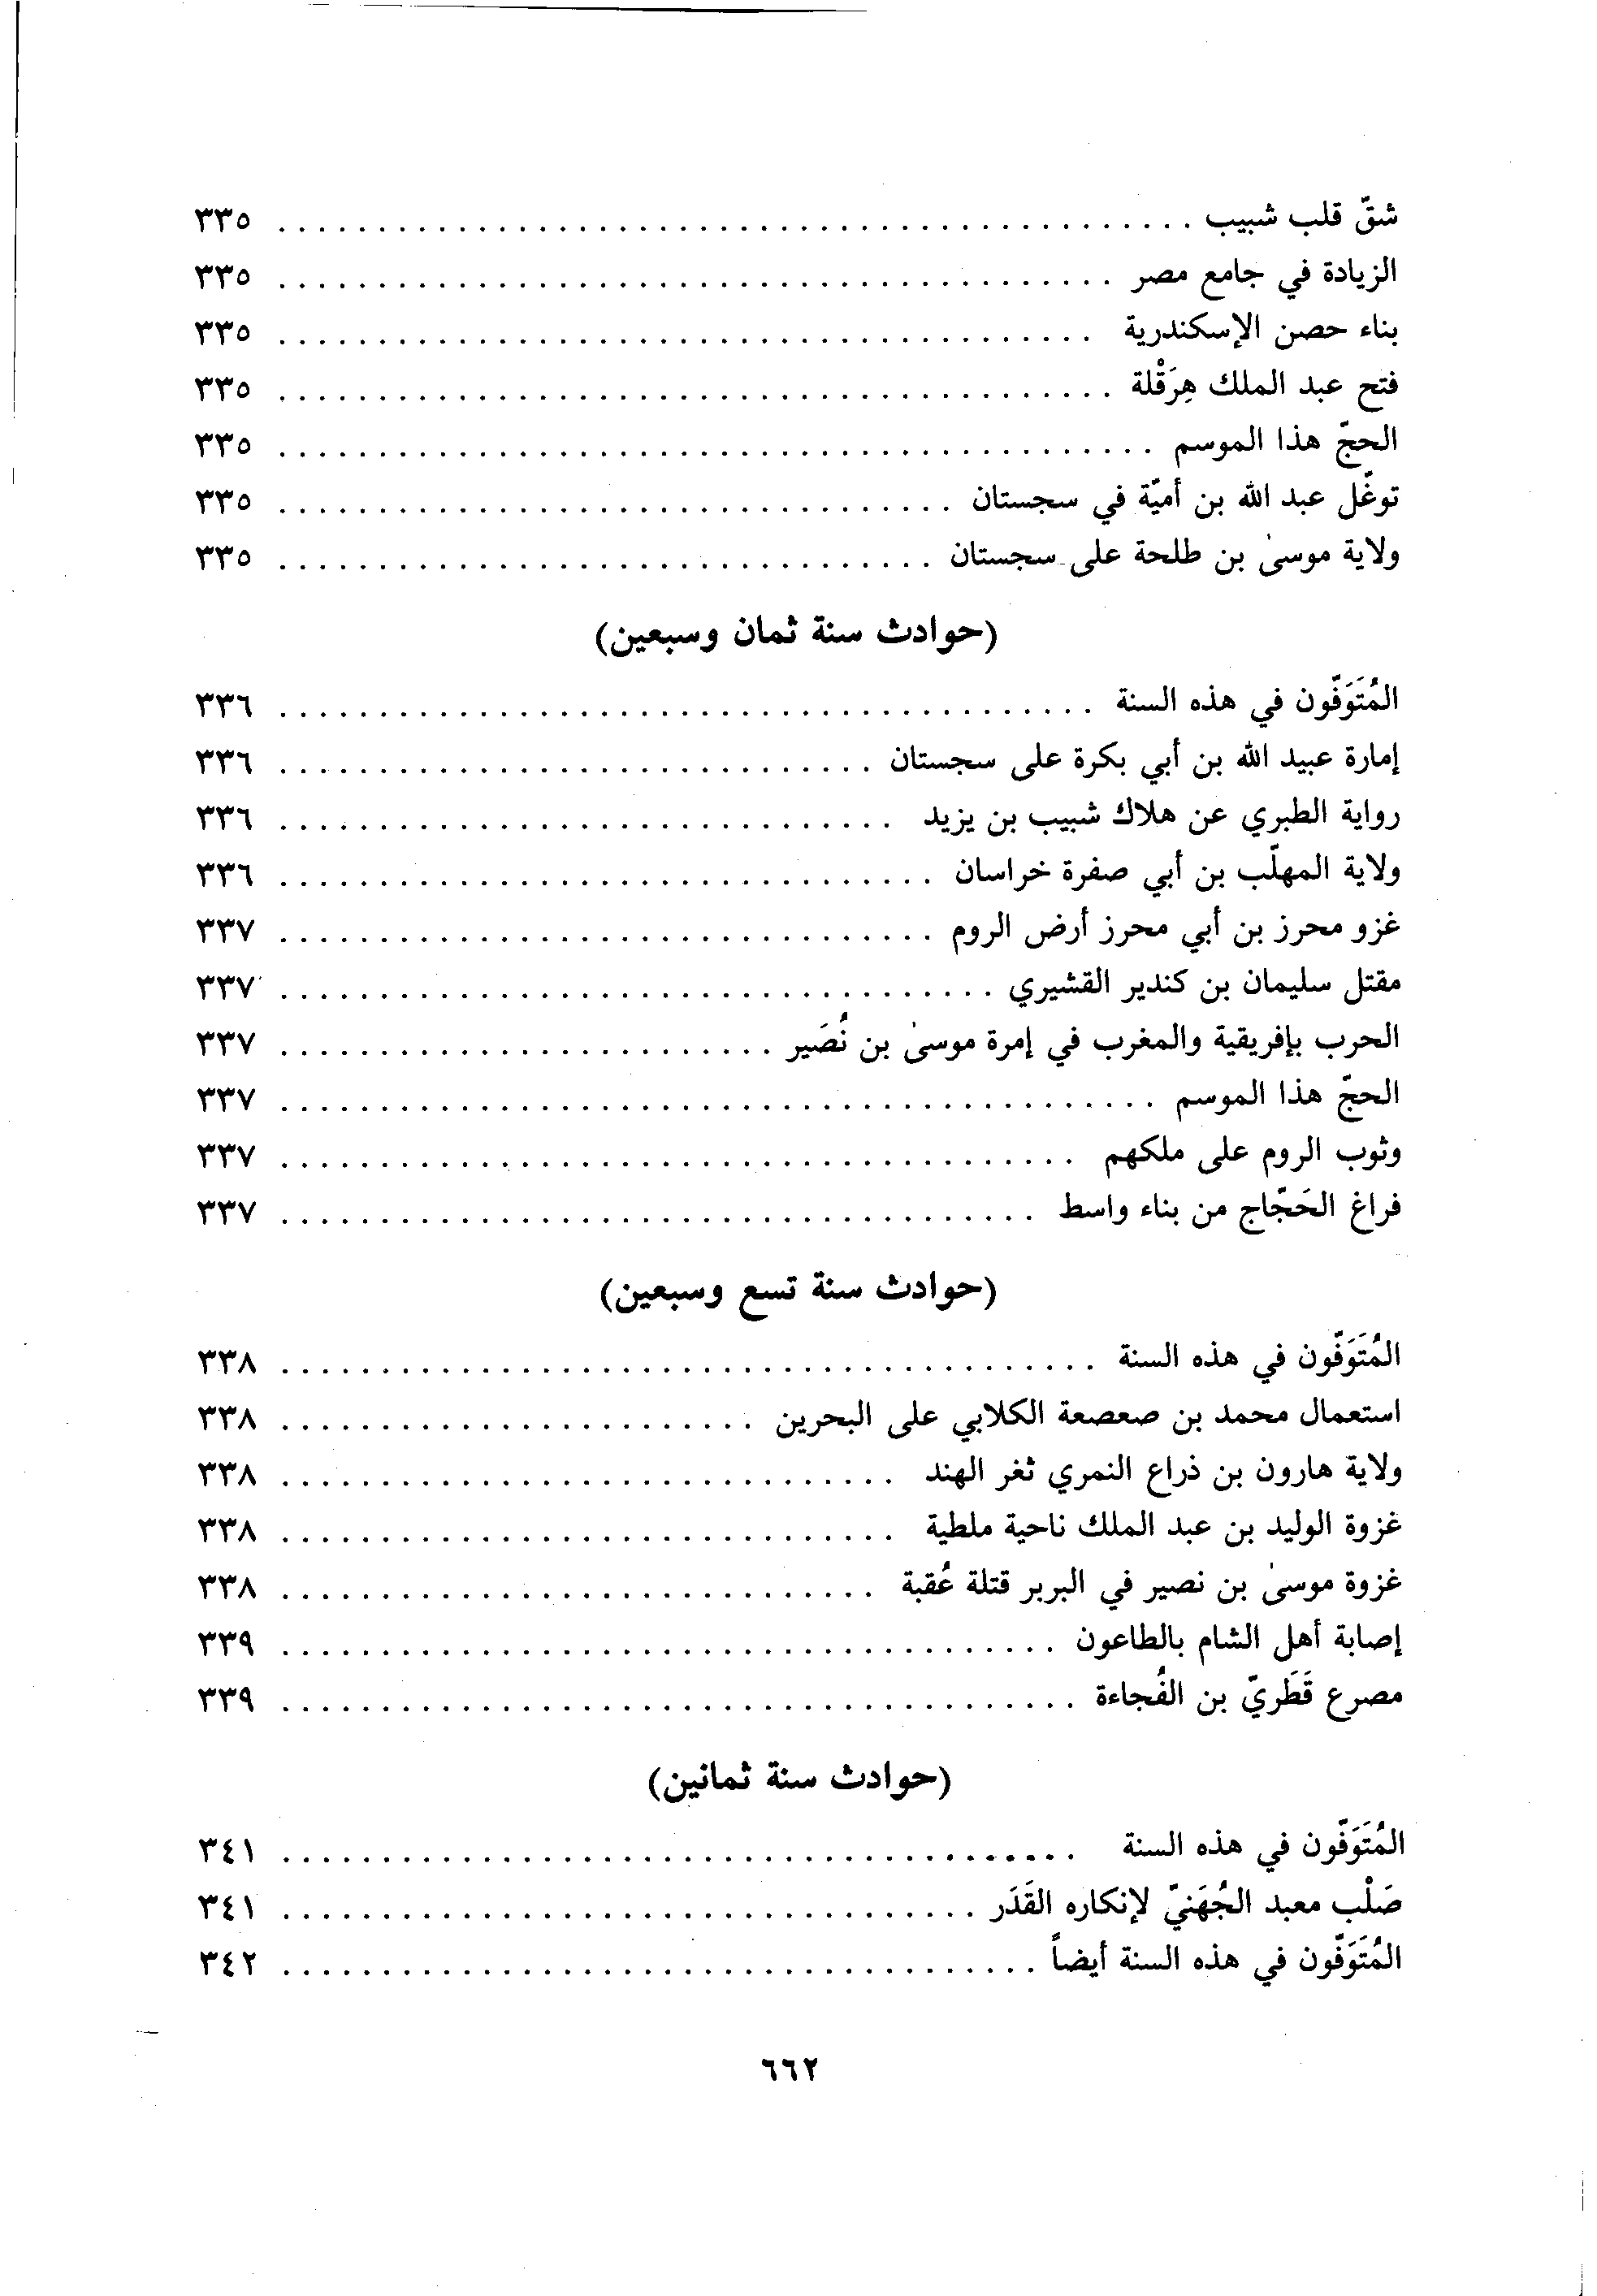 شقّ قلب شبيب . . . . . . . . . . . . . . . . . . . . ٣٣٥
الزيادة في جامع مصر . . . . . . . . . . . . . . . . . . . . ٣٣٥
بناء حصن الإسكندرية . . . . . . . . . . . . . . . . . . . . ٣٣٥
فتح عبد الملك هِرَقْلة . . . . . . . . . . . . . . . . . . . . ٣٣٥
الحجّ هذا الموسم . . . . . . . . . . . . . . . . . . . . ٣٣٥
توغّل عبد الله بن أميّة في سجستان . . . . . . . . . . . . . . . . . . . . ٣٣٥
ولاية موسىٰ بن طلحة على سجستان . . . . . . . . . . . . . . . . . . . . ٣٣٥
(حوادث سنة ثمان وسبعين)
المُتَوَفّون في هذه السنة . . . . . . . . . . . . . . . . . . . . ٣٣٦
إمارة عبيد الله بن أبي بكرة على سجستان . . . . . . . . . . . . . . . . . . . . ٣٣٦
رواية الطبري عن هلاك شبيب بن يزيد . . . . . . . . . . . . . . . . . . . . ٣٣٦
ولاية المهلّب بن أبي صفرة خراسان . . . . . . . . . . . . . . . . . . . . ٣٣٦
غزو محرز بن أبي محرز أرض الروم . . . . . . . . . . . . . . . . . . . . ٣٣٧
مقتل سليمان بن كندير القشيري . . . . . . . . . . . . . . . . . . . . ٣٣٧
الحرب بإفريقية والمغرب في إمرة موسىٰ بن نُصَير . . . . . . . . . . . . . . . . . . . . ٣٣٧
الحجّ هذا الموسم . . . . . . . . . . . . . . . . . . . . ٣٣٧
وثوب الروم على ملكهم . . . . . . . . . . . . . . . . . . . . ٣٣٧
فراغ الحَجّاج من بناء واسط . . . . . . . . . . . . . . . . . . . . ٣٣٧
(حوادث سنة تسع وسبعين)
المُتَوَفّون في هذه السنة . . . . . . . . . . . . . . . . . . . . ٣٣٨
استعمال محمد بن صعصعة الكلابي على البحرين . . . . . . . . . . . . . . . . . . . . ٣٣٨
ولاية هارون بن ذراع النمري ثغر الهند . . . . . . . . . . . . . . . . . . . . ٣٣٨
غزوة الوليد بن عبد الملك ناحية ملطية . . . . . . . . . . . . . . . . . . . . ٣٣٨
غزوة موسىٰ بن نصير في البربر قتلة عُقبة . . . . . . . . . . . . . . . . . . . . ٣٣٨
إصابة أهل الشام بالطاعون . . . . . . . . . . . . . . . . . . . . ٣٣٩
مصرع قَطَريّ بن الفُجاءة . . . . . . . . . . . . . . . . . . . . ٣٣٩
(حوادث سنة ثمانين)
المُتَوَفّون في هذه السنة . . . . . . . . . . . . . . . . . . . . ٣٤١
صَلْب معبد الجُهَنيّ لإنكاره القَدَر . . . . . . . . . . . . . . . . . . . . ٣٤١
المُتَوَفّون في هذه السنة أيضاً . . . . . . . . . . . . . . . . . . . . ٣٤٢
٦٦٢